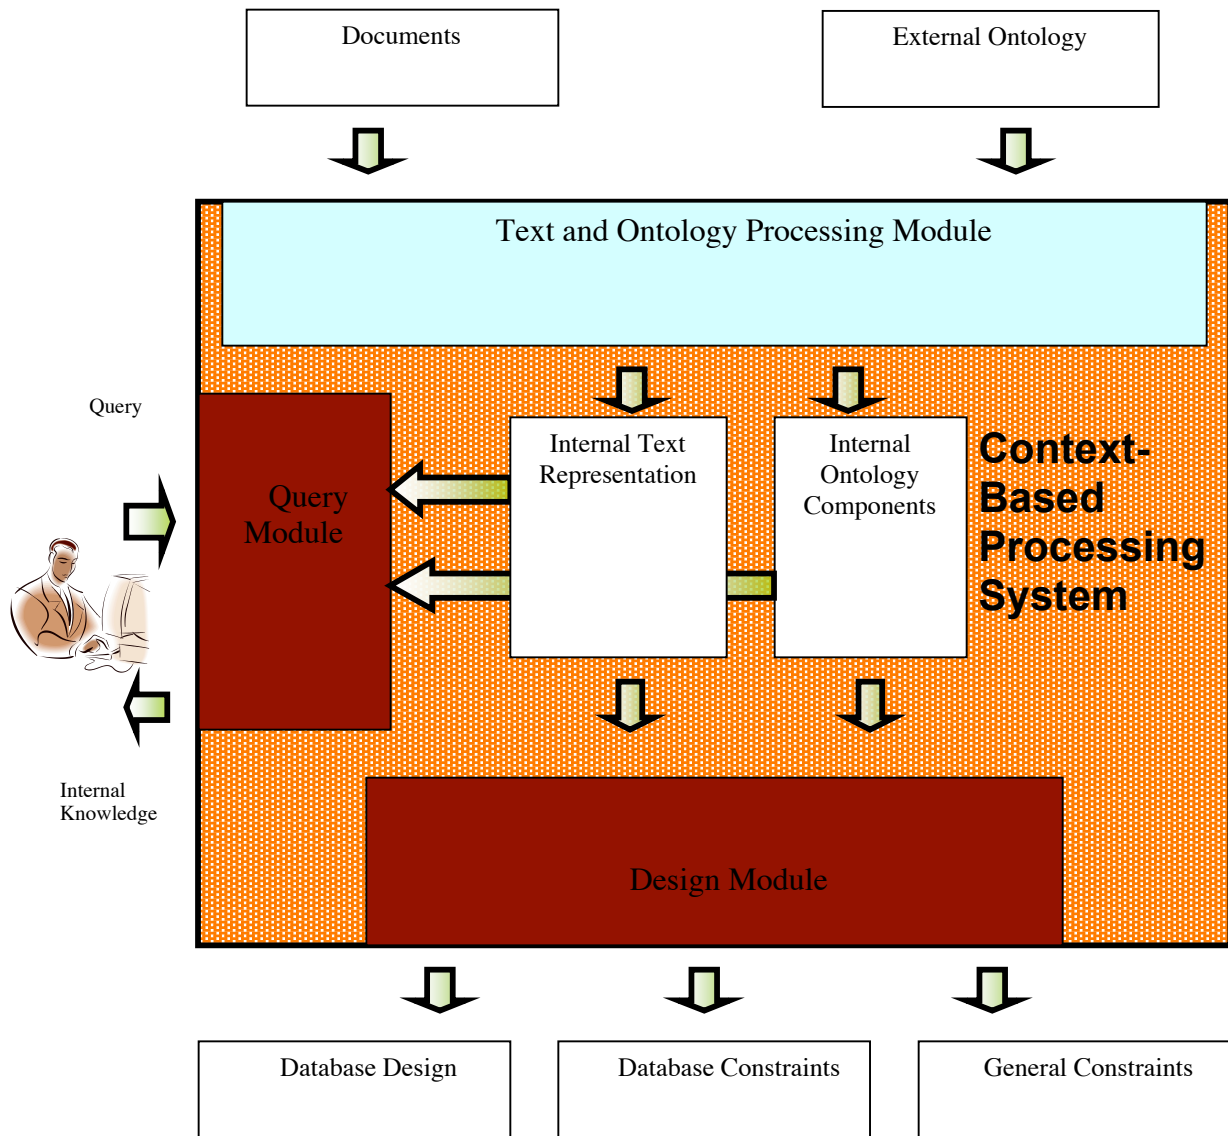 Documents
External Ontology
Text and Ontology Processing Module
Query
Query
Module
Internal Text
Representation
Internal
Ontology
Components
Context-
Based
Processing
System
Internal
Knowledge
Design Module
Database Design
Database Constraints
General Constraints